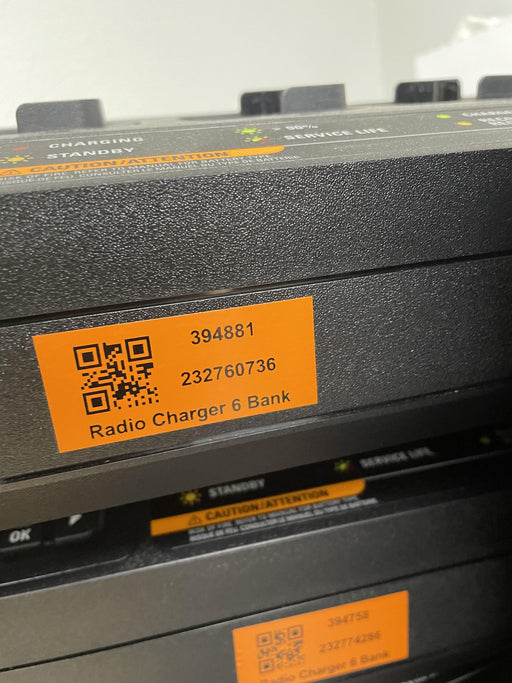 CHARGING
STANDBY
> 90%
SERVICE LIFE
CAUTION/ATTENTION
394881
232760736
Radio Charger 6 Bank
STANDBY
SERVICE LIFE
CAUTION/ATTENTION
OK
394758
232774286
Radio Charger 6 Bank